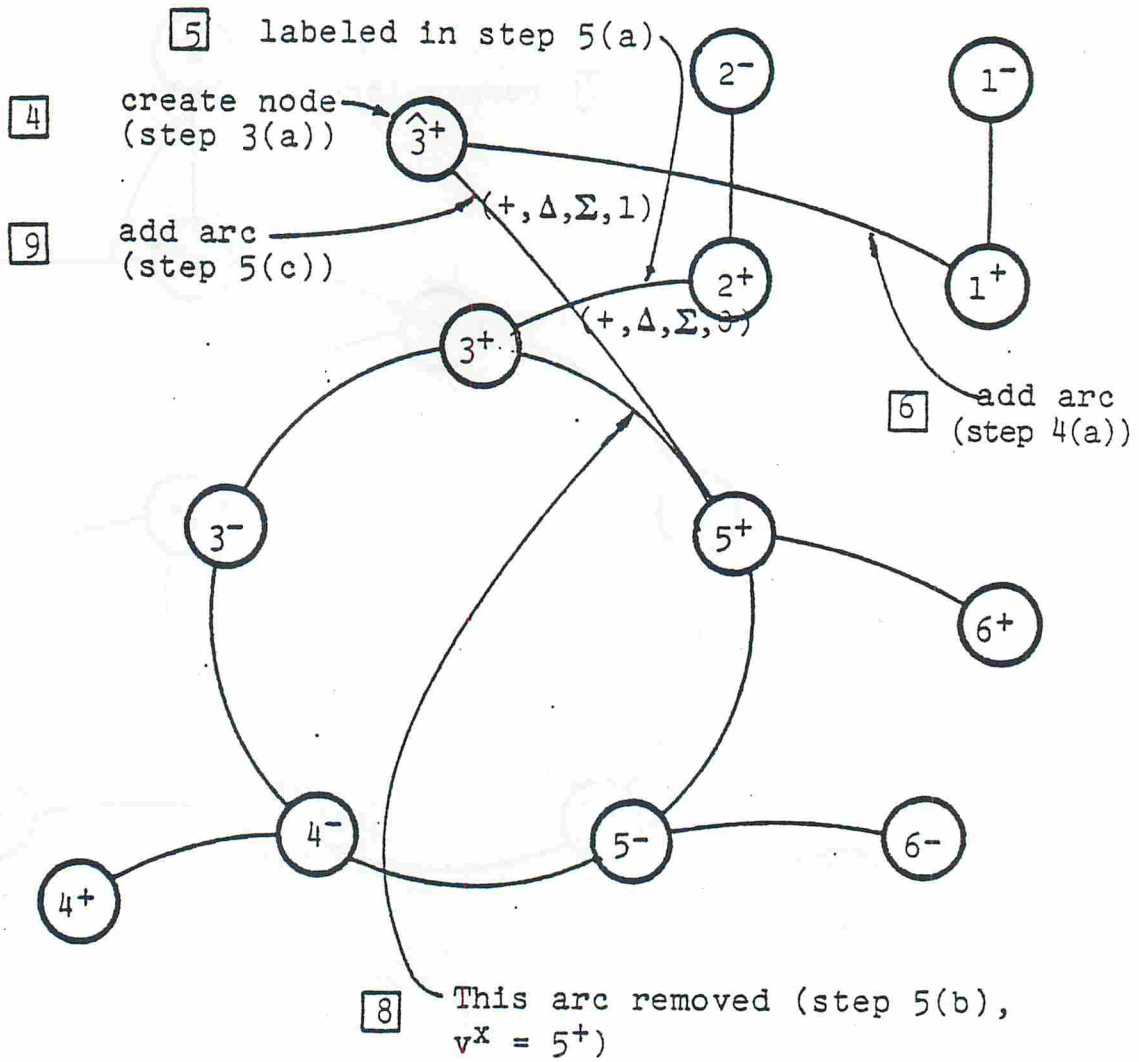 5 labeled in step 5(a)
2⁻
1⁻
4 create node
(step 3(a))
3̂⁺
(+,Δ,Σ,1)
9 add arc
(step 5(c))
2⁺
1⁺
3⁺
6 add arc
(step 4(a))
3⁻
5⁺
6⁺
4⁻
5⁻
6⁻
4⁺
8 This arc removed (step 5(b),
vˣ = 5⁺)